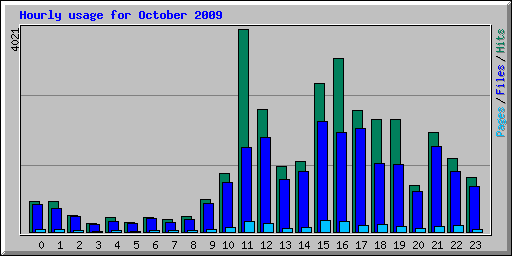 Hourly usage for October 2009
4021
Pages/Files/Hits
0 1 2 3 4 5 6 7 8 9 10 11 12 13 14 15 16 17 18 19 20 21 22 23